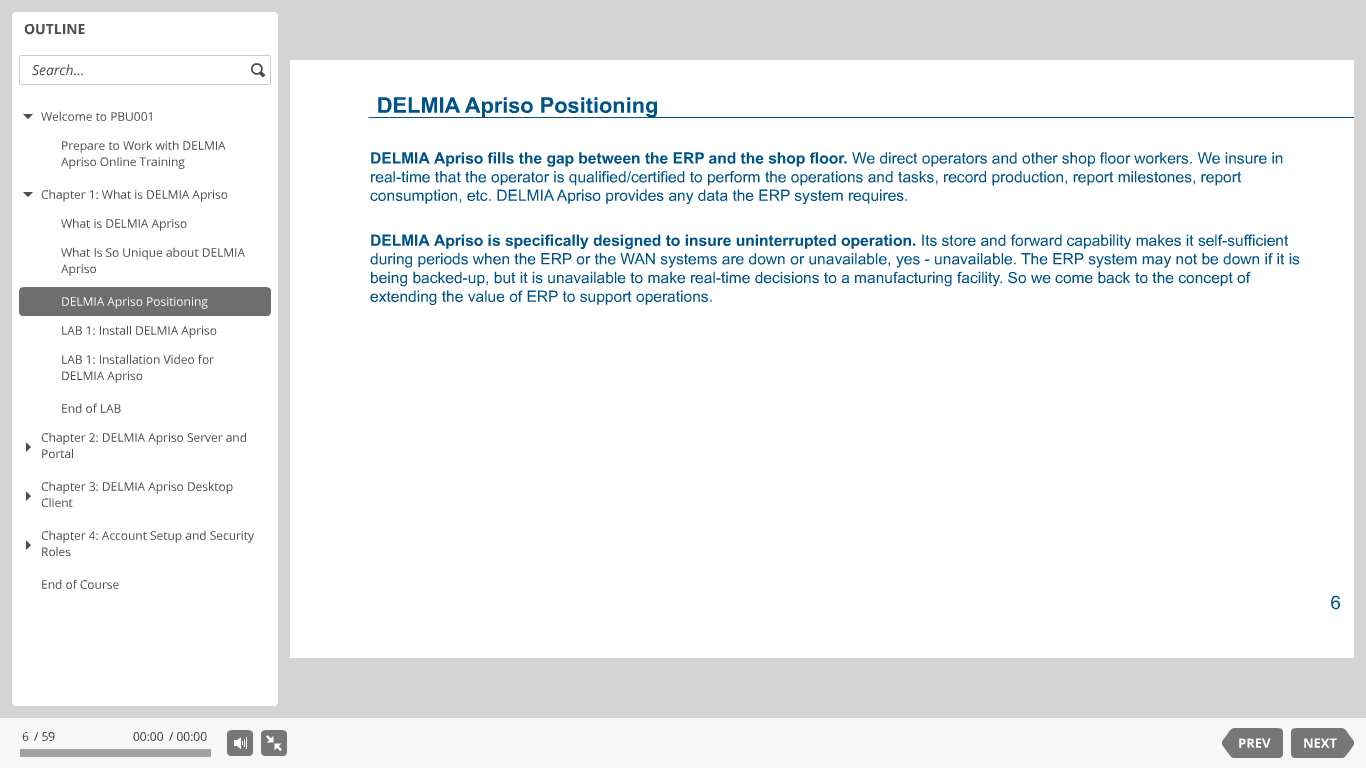 OUTLINE
Search...
Welcome to PBU001
Prepare to Work with DELMIA
Apriso Online Training
Chapter 1: What is DELMIA Apriso
What is DELMIA Apriso
What Is So Unique about DELMIA
Apriso
DELMIA Apriso Positioning
LAB 1: Install DELMIA Apriso
LAB 1: Installation Video for
DELMIA Apriso
End of LAB
Chapter 2: DELMIA Apriso Server and
Portal
Chapter 3: DELMIA Apriso Desktop
Client
Chapter 4: Account Setup and Security
Roles
End of Course
DELMIA Apriso Positioning
DELMIA Apriso fills the gap between the ERP and the shop floor. We direct operators and other shop floor workers. We insure in
real-time that the operator is qualified/certified to perform the operations and tasks, record production, report milestones, report
consumption, etc. DELMIA Apriso provides any data the ERP system requires.
DELMIA Apriso is specifically designed to insure uninterrupted operation. Its store and forward capability makes it self-sufficient
during periods when the ERP or the WAN systems are down or unavailable, yes - unavailable. The ERP system may not be down if it is
being backed-up, but it is unavailable to make real-time decisions to a manufacturing facility. So we come back to the concept of
extending the value of ERP to support operations.
6
6 / 59
00:00 / 00:00
PREV
NEXT